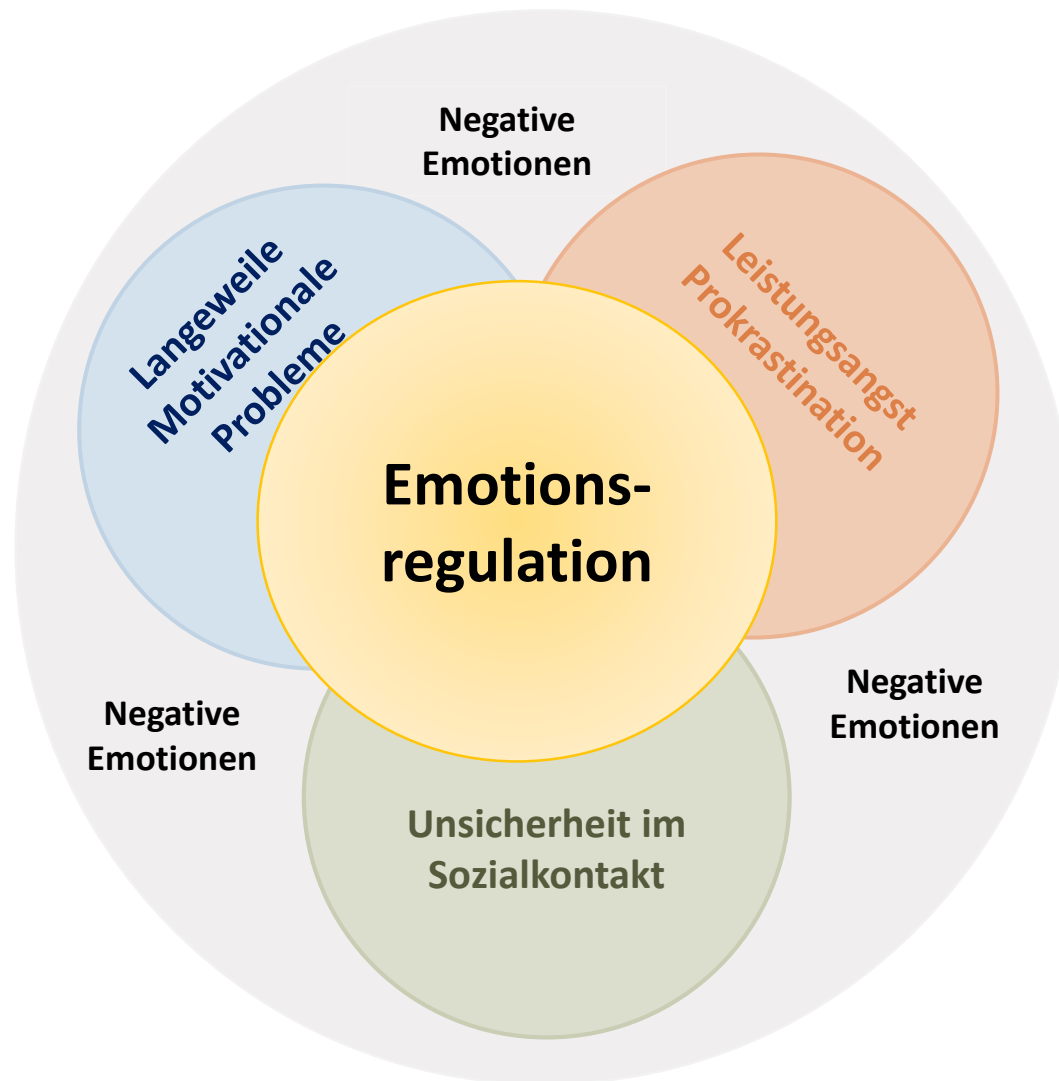 Negative
Emotionen
Langeweile
Motivationale
Probleme
Leistungsangst
Prokrastination
Emotions-
regulation
Negative
Emotionen
Negative
Emotionen
Unsicherheit im
Sozialkontakt